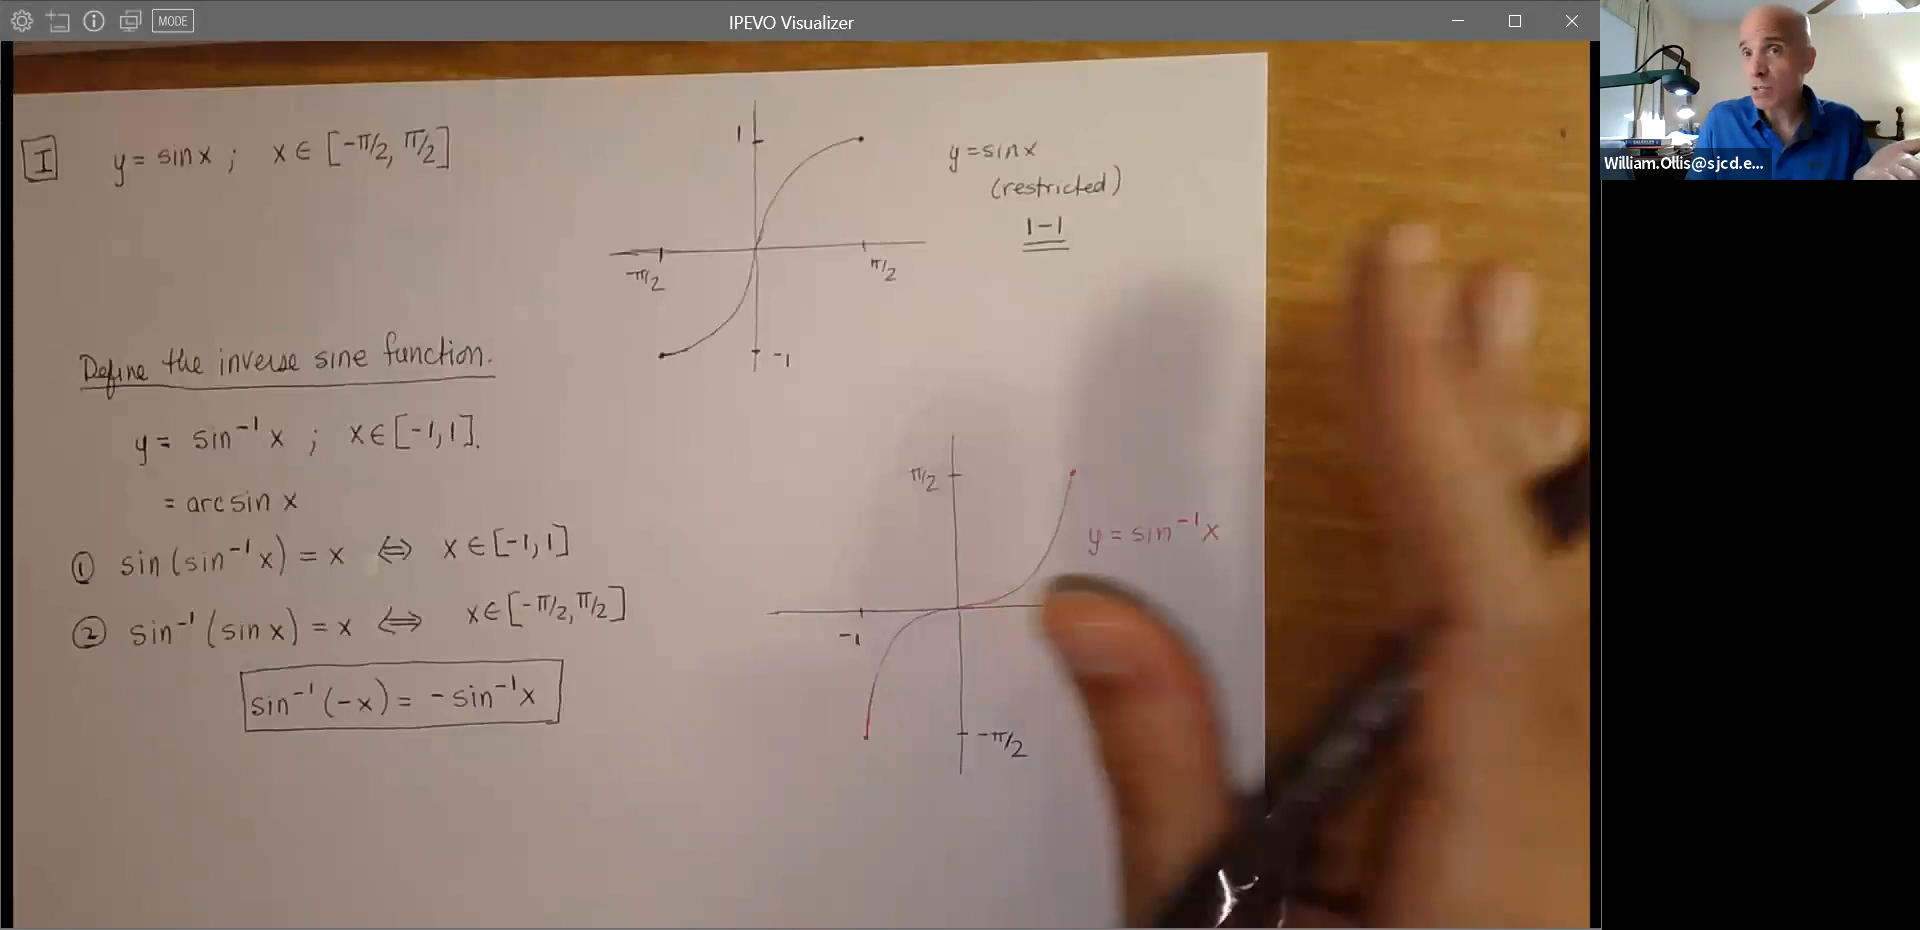 MODE
IPEVO Visualizer
William.Ollis@sjcd.e...
I y = sinx ; x ∈ [-π/2, π/2]
1
-π/2
π/2
-1
y = sinx
(restricted)
1-1
Define the inverse sine function.
y = sin⁻¹ x ; x ∈ [-1, 1].
= arcsin x
① sin (sin⁻¹ x) = x ⇔ x ∈ [-1, 1]
② sin⁻¹ (sin x) = x ⇔ x ∈ [-π/2, π/2]
sin⁻¹ (-x) = - sin⁻¹ x
π/2
y = sin⁻¹ x
-1
-π/2